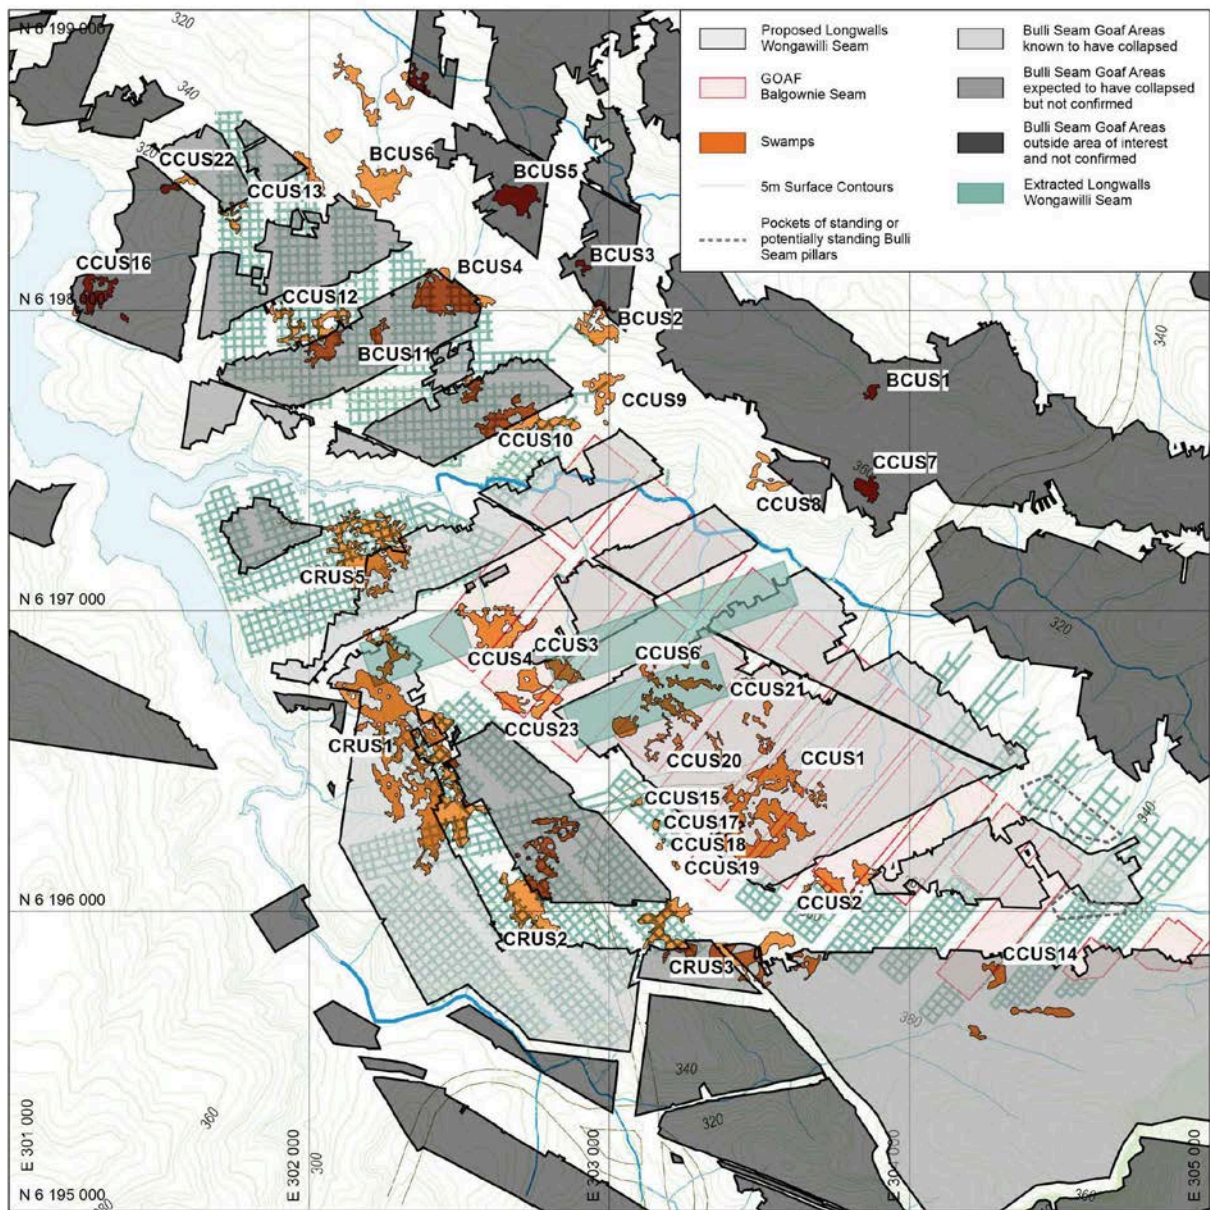 N 6 199 000
320
340
320
Proposed Longwalls
Wongawilli Seam
GOAF
Balgownie Seam
Swamps
5m Surface Contours
Pockets of standing or
potentially standing Bulli
Seam pillars
Bulli Seam Goaf Areas
known to have collapsed
Bulli Seam Goaf Areas
expected to have collapsed
but not confirmed
Bulli Seam Goaf Areas
outside area of interest
and not confirmed
Extracted Longwalls
Wongawilli Seam
CCUS22
BCUS6
BCUS5
CCUS13
CCUS16
BCUS4
BCUS3
N 6 198 000
CCUS12
BCUS2
340
BCUS11
BCUS1
CCUS9
CCUS10
CCUS7
360
CCUS8
CRUS5
N 6 197 000
320
CCUS3
CCUS6
CCUS4
CCUS21
CCUS23
CRUS1
CCUS20
CCUS1
CCUS15
340
CCUS17
CCUS18
CCUS19
N 6 196 000
CCUS2
CRUS2
CRUS3
CCUS14
380
340
320
360
300
E 301 000
E 302 000
E 303 000
E 304 000
E 305 000
N 6 195 000
380
360